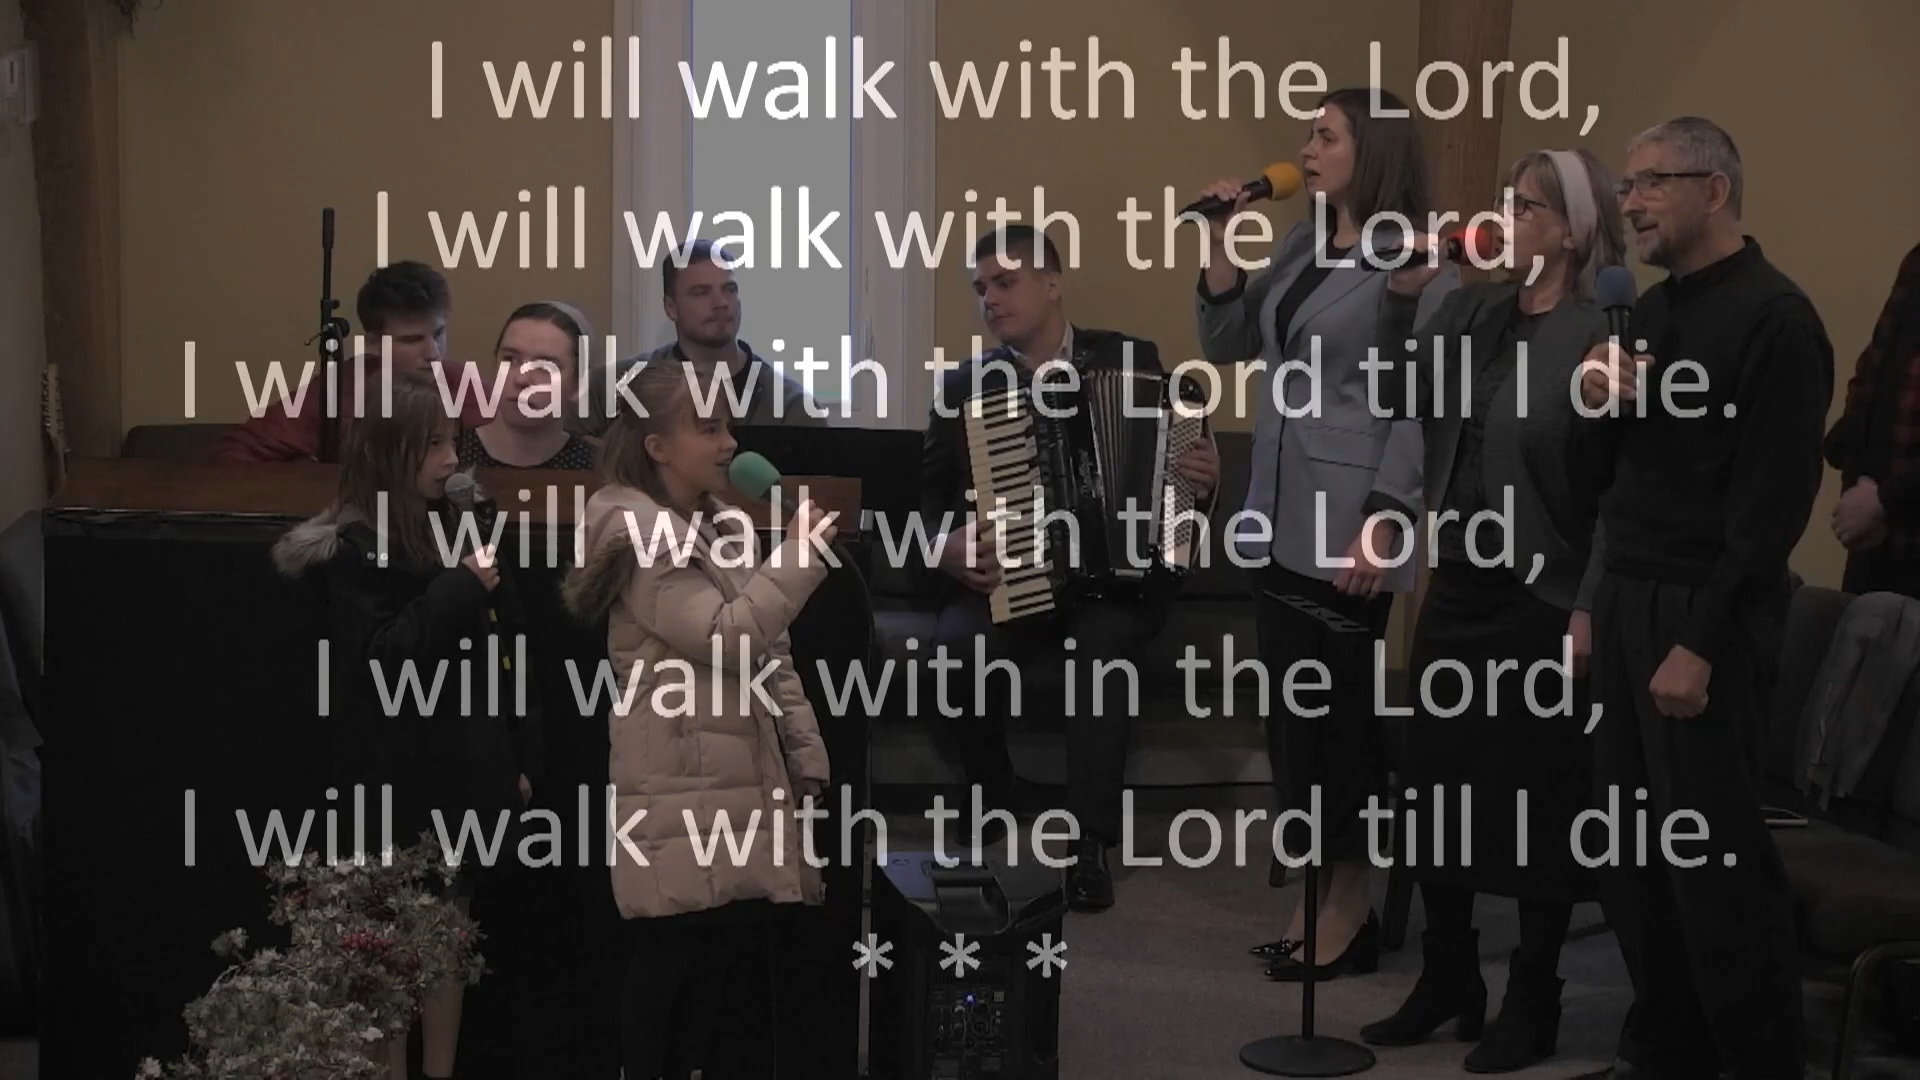 I will walk with the Lord,
I will walk with the Lord,
I will walk with the Lord till I die.
I will walk with the Lord,
I will walk with in the Lord,
I will walk with the Lord till I die.
* * *